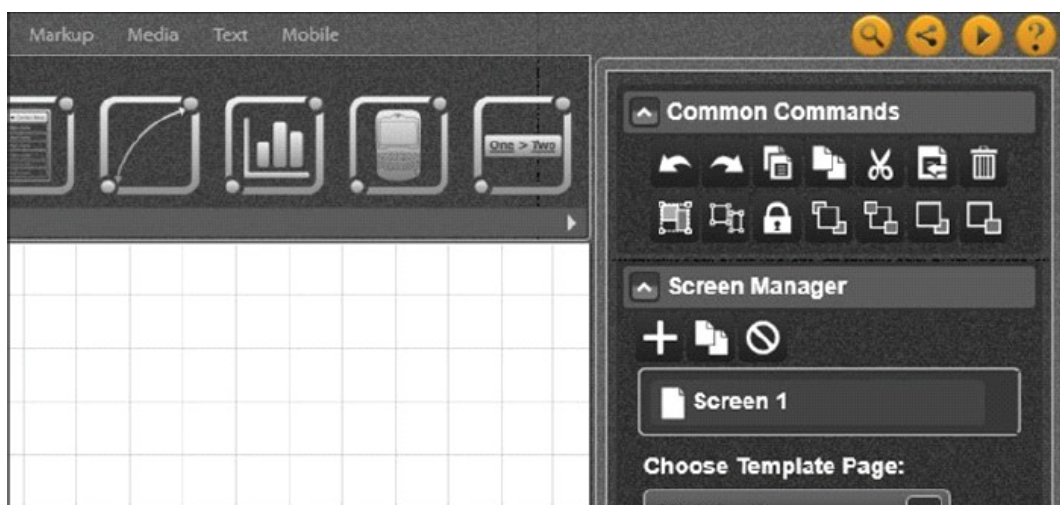 Markup Media Text Mobile
One > Two
Common Commands
Screen Manager
Screen 1
Choose Template Page: